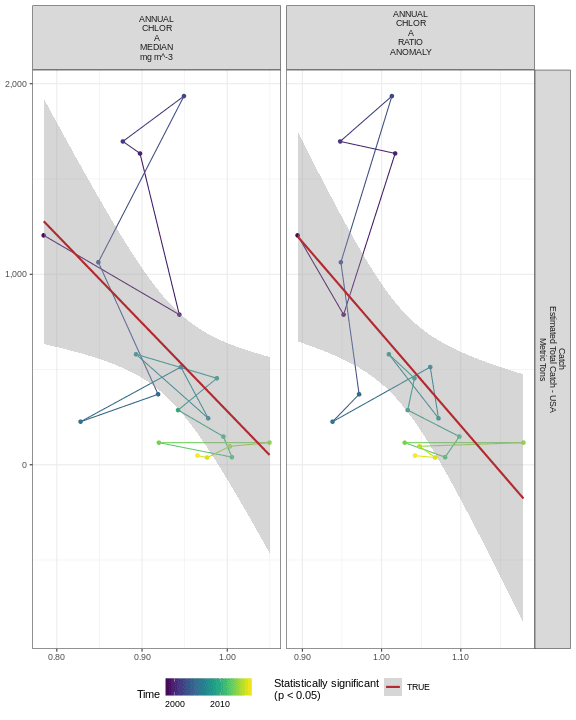 ANNUAL
CHLOR
A
MEDIAN
mg m^-3
ANNUAL
CHLOR
A
RATIO
ANOMALY
2,000
1,000
0
0.80
0.90
1.00
0.90
1.00
1.10
Catch
Estimated Total Catch - USA
Metric Tons
Time
2000
2010
Statistically significant
(p < 0.05)
TRUE